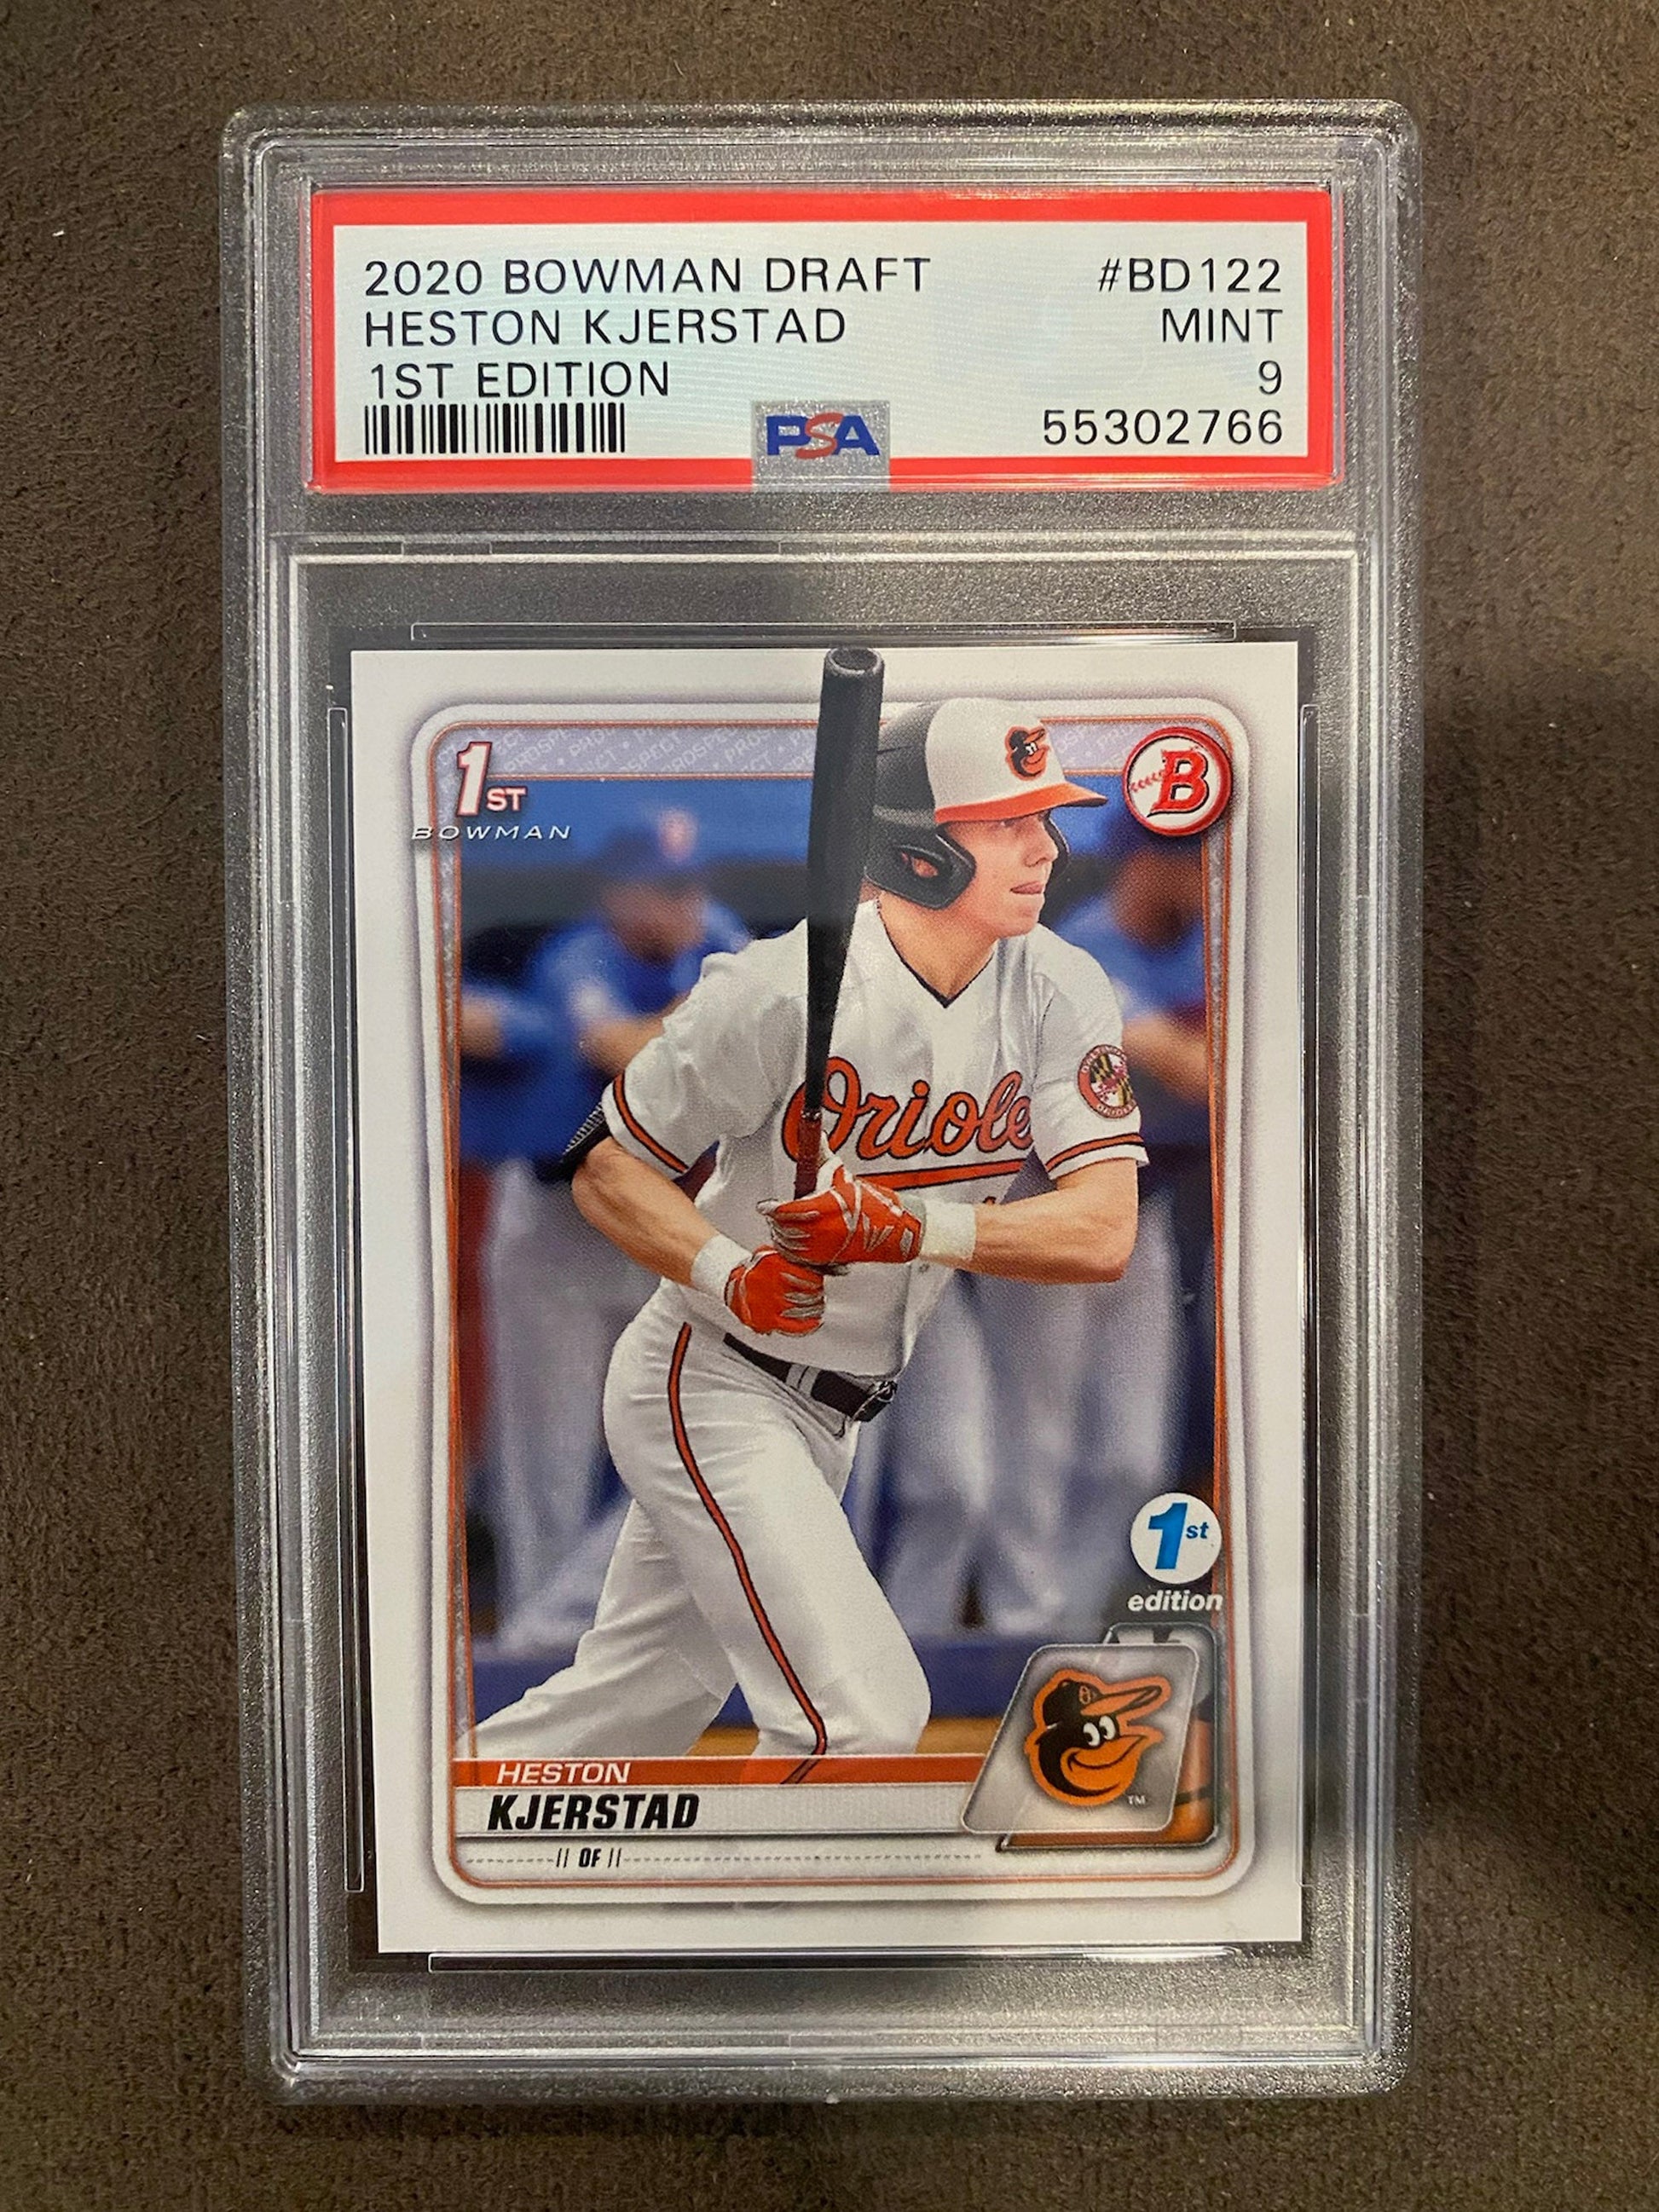 2020 BOWMAN DRAFT #BD122
HESTON KJERSTAD MINT
1ST EDITION 9
PSA 55302766
1ST
BOWMAN
B
Oriole
1st
edition
TM
HESTON
KJERSTAD
// OF //